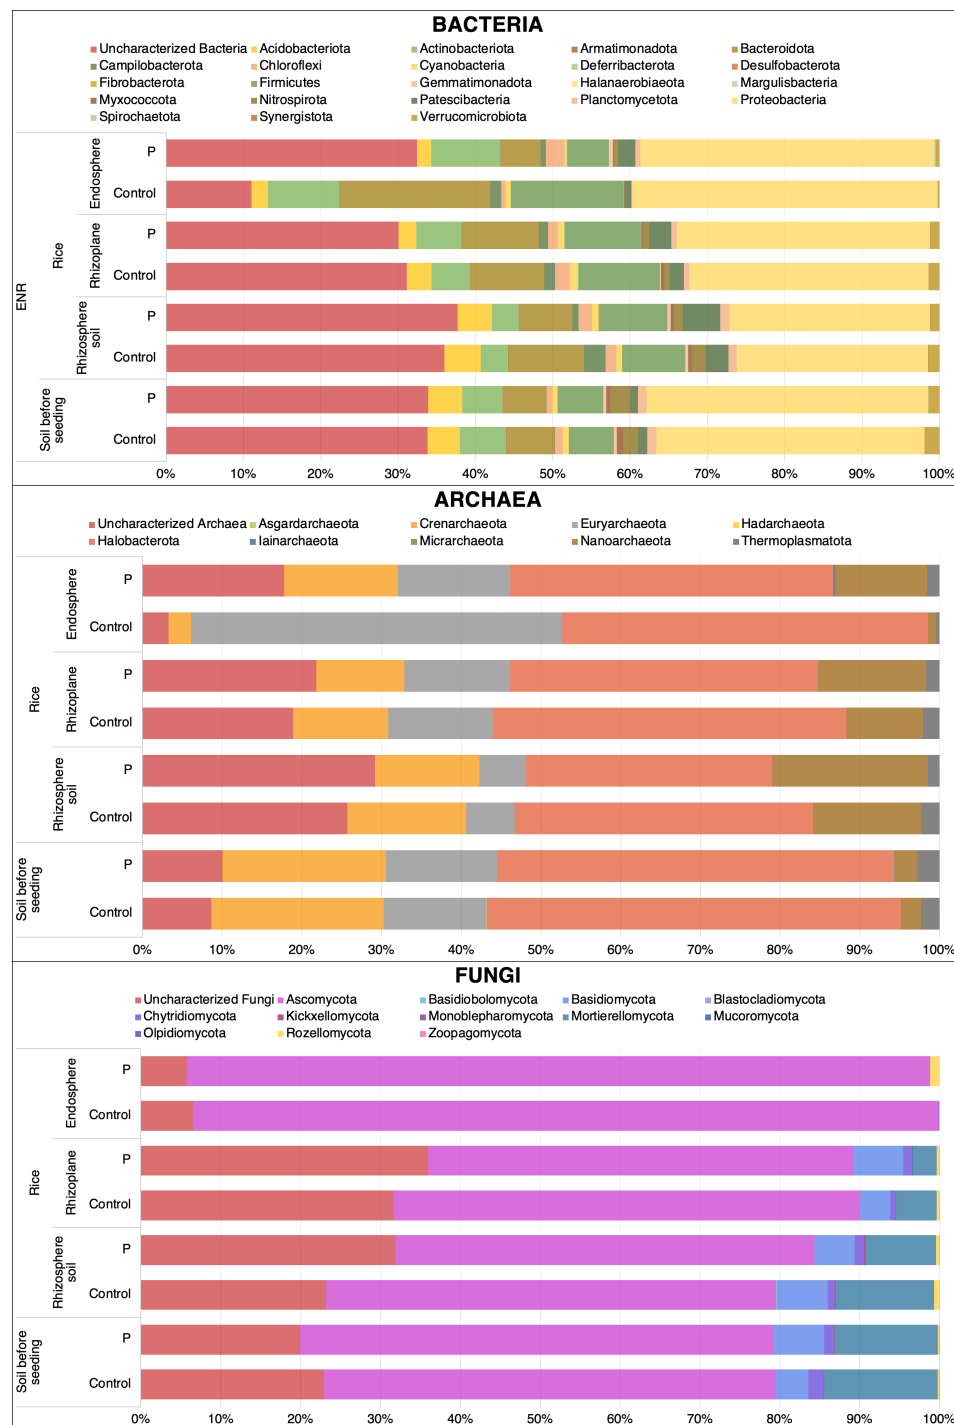 BACTERIA
Uncharacterized Bacteria Acidobacteriota Actinobacteriota Armatimonadota Bacteroidota
Campilobacterota Chloroflexi Cyanobacteria Deferribacterota Desulfobacterota
Fibrobacterota Firmicutes Gemmatimonadota Halanaerobiaeota Margulisbacteria
Myxococcota Nitrospirota Patescibacteria Planctomycetota Proteobacteria
Spirochaetota Synergistota Verrucomicrobiota
ENR
Rice
Endosphere
P
Control
Rhizoplane
P
Control
Rhizosphere
soil
P
Control
Soil before
seeding
P
Control
0% 10% 20% 30% 40% 50% 60% 70% 80% 90% 100%
ARCHAEA
Uncharacterized Archaea Asgardarchaeota Crenarchaeota Euryarchaeota Hadarchaeota
Halobacterota Iainarchaeota Micrarchaeota Nanoarchaeota Thermoplasmatota
Rice
Endosphere
P
Control
Rhizoplane
P
Control
Rhizosphere
soil
P
Control
Soil before
seeding
P
Control
0% 10% 20% 30% 40% 50% 60% 70% 80% 90% 100%
FUNGI
Uncharacterized Fungi Ascomycota Basidiobolomycota Basidiomycota Blastocladiomycota
Chytridiomycota Kickxellomycota Monoblepharomycota Mortierellomycota Mucoromycota
Olpidiomycota Rozellomycota Zoopagomycota
Rice
Endosphere
P
Control
Rhizoplane
P
Control
Rhizosphere
soil
P
Control
Soil before
seeding
P
Control
0% 10% 20% 30% 40% 50% 60% 70% 80% 90% 100%